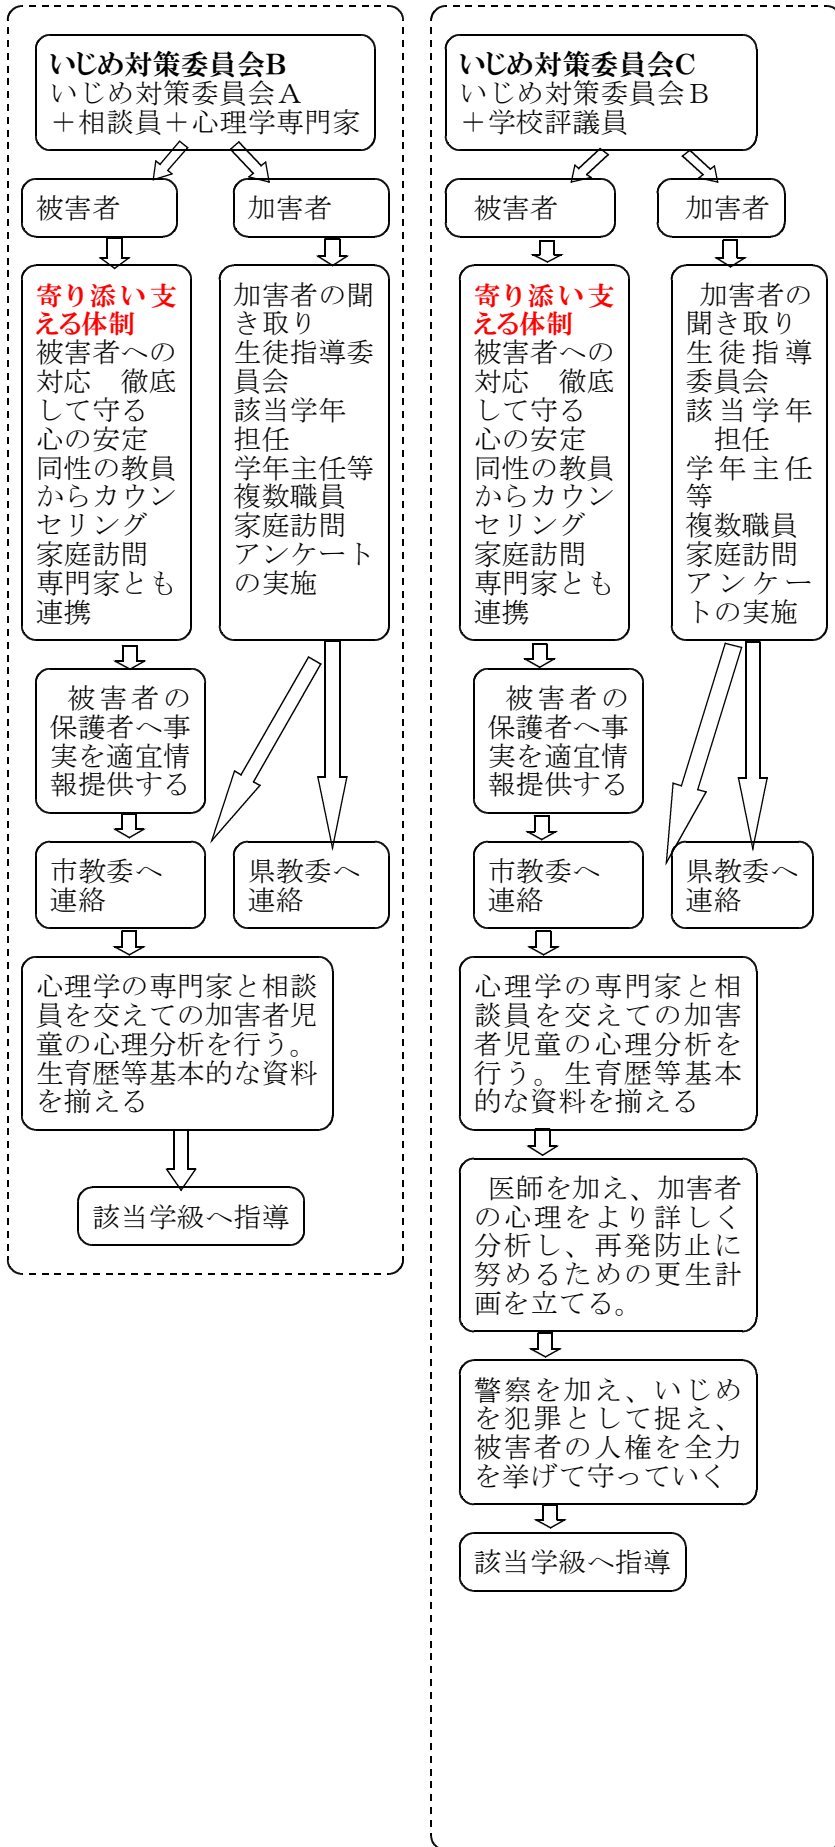 いじめ対策委員会B
いじめ対策委員会A
＋相談員＋心理学専門家
被害者
加害者
寄り添い支
える体制
被害者への
対応　徹底
して守る
心の安定
同性の教員
からカウン
セリング
家庭訪問
専門家とも
連携
加害者の聞
き取り
生徒指導委
員会
該当学年
担任
学年主任等
複数職員
家庭訪問
アンケート
の実施
被害者の
保護者へ事
実を適宜情
報提供する
市教委へ
連絡
県教委へ
連絡
心理学の専門家と相談
員を交えての加害者児
童の心理分析を行う。
生育歴等基本的な資料
を揃える
該当学級へ指導
いじめ対策委員会C
いじめ対策委員会B
＋学校評議員
被害者
加害者
寄り添い支
える体制
被害者への
対応　徹底
して守る
心の安定
同性の教員
からカウン
セリング
家庭訪問
専門家とも
連携
加害者の
聞き取り
生徒指導
委員会
該当学年
担任
学年主任
等
複数職員
家庭訪問
アンケー
トの実施
被害者の
保護者へ事
実を適宜情
報提供する
市教委へ
連絡
県教委へ
連絡
心理学の専門家と相
談員を交えての加害
者児童の心理分析を
行う。生育歴等基本
的な資料を揃える
医師を加え、加害者
の心理をより詳しく
分析し、再発防止に
努めるための更生計
画を立てる。
警察を加え、いじめ
を犯罪として捉え、
被害者の人権を全力
を挙げて守っていく
該当学級へ指導